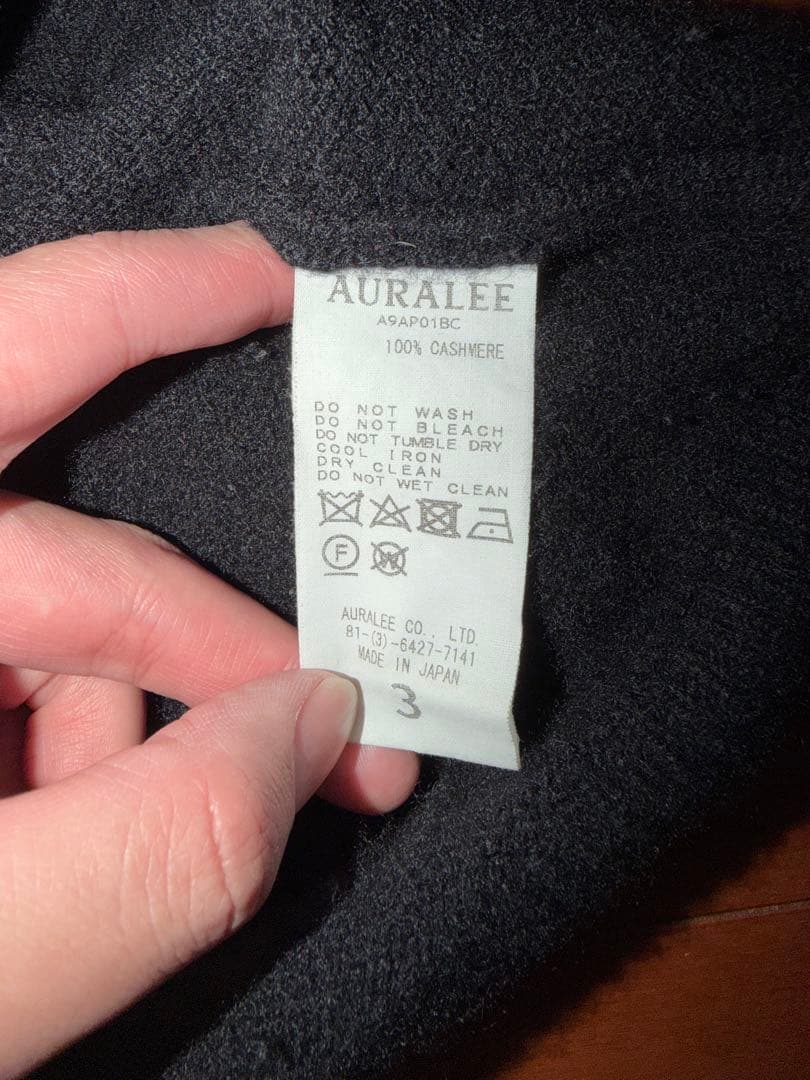 AURALEE
A9AP01BC
100% CASHMERE
DO NOT WASH
DO NOT BLEACH
DO NOT TUMBLE DRY
COOL IRON
DRY CLEAN
DO NOT WET CLEAN
F W
AURALEE CO., LTD.
81-(3)-6427-7141
MADE IN JAPAN
3